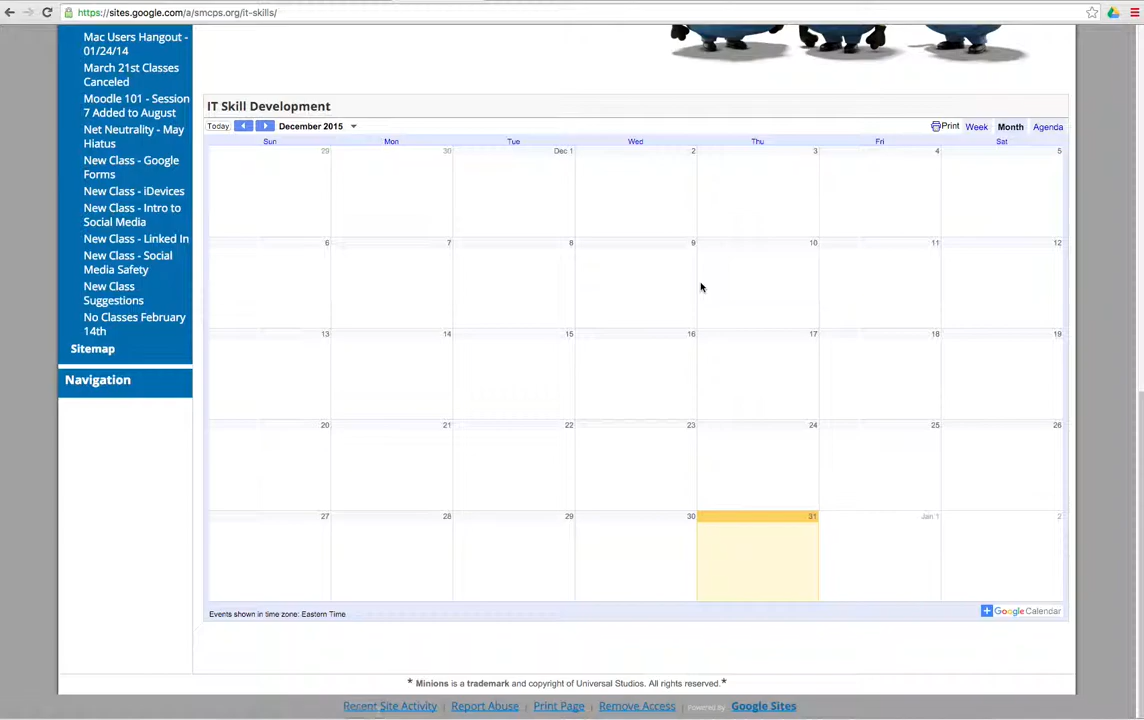 https://sites.google.com/a/smcps.org/it-skills/
Mac Users Hangout -
01/24/14
March 21st Classes
Canceled
Moodle 101 - Session
7 Added to August
Net Neutrality - May
Hiatus
New Class - Google
Forms
New Class - iDevices
New Class - Intro to
Social Media
New Class - Linked In
New Class - Social
Media Safety
New Class
Suggestions
No Classes February
14th
Sitemap
Navigation
IT Skill Development
Today December 2015 Print Week Month Agenda
Sun Mon Tue Wed Thu Fri Sat
29 30 Dec 1 2 3 4 5
6 7 8 9 10 11 12
13 14 15 16 17 18 19
20 21 22 23 24 25 26
27 28 29 30 31 Jan 1 2
Events shown in time zone: Eastern Time
Google Calendar
* Minions is a trademark and copyright of Universal Studios. All rights reserved.*
Recent Site Activity | Report Abuse | Print Page | Remove Access | Powered By Google Sites